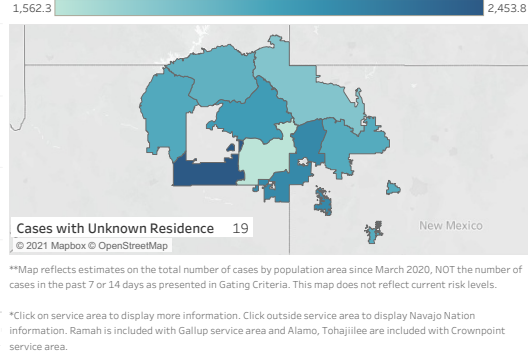 1,562.3 2,453.8
New Mexico
Cases with Unknown Residence 19
© 2021 Mapbox © OpenStreetMap
**Map reflects estimates on the total number of cases by population area since March 2020, NOT the number of
cases in the past 7 or 14 days as presented in Gating Criteria. This map does not reflect current risk levels.
*Click on service area to display more information. Click outside service area to display Navajo Nation
information. Ramah is included with Gallup service area and Alamo, Tohajiilee are included with Crownpoint
service area.